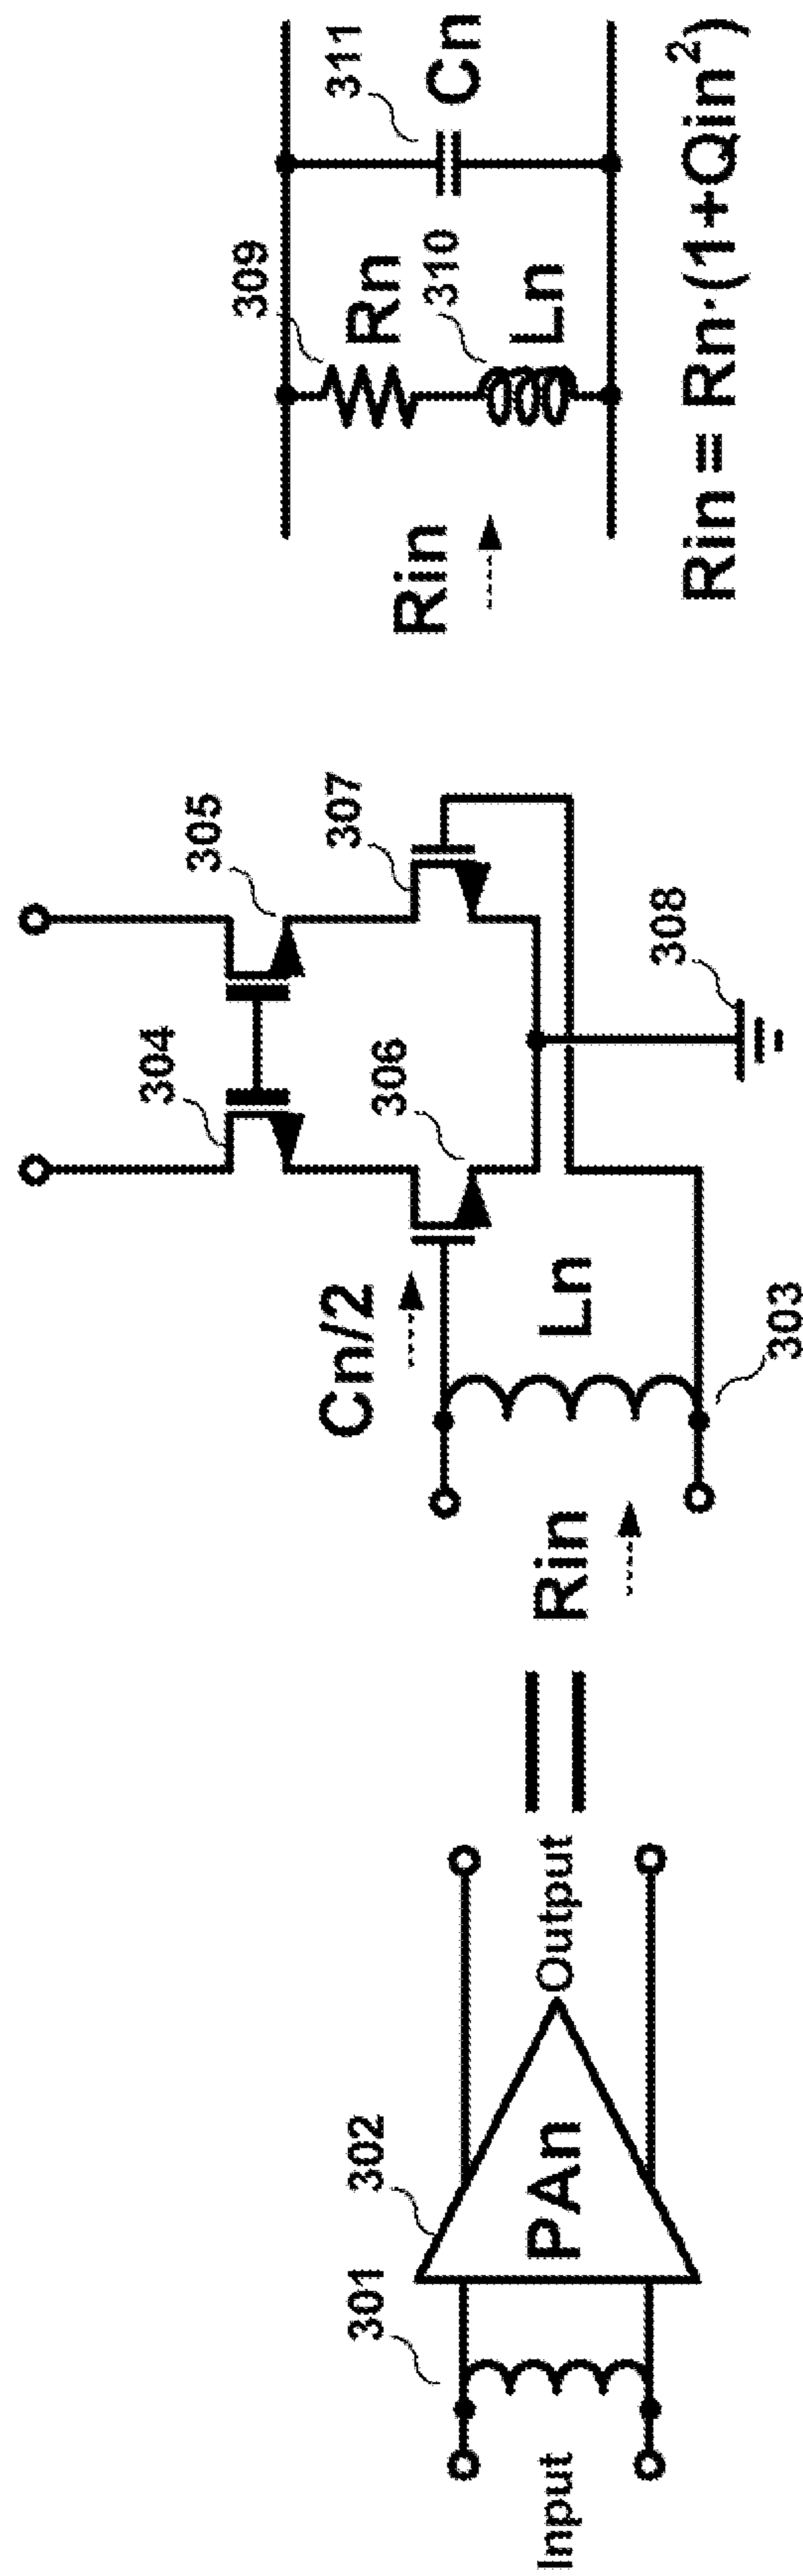 Input
301
302
PAn
Output
=
Rin
303
Ln
Cn/2
304
305
306
307
308
Rin
309
Rn
310
Ln
311
Cn
Rin = Rn·(1+Qin²)